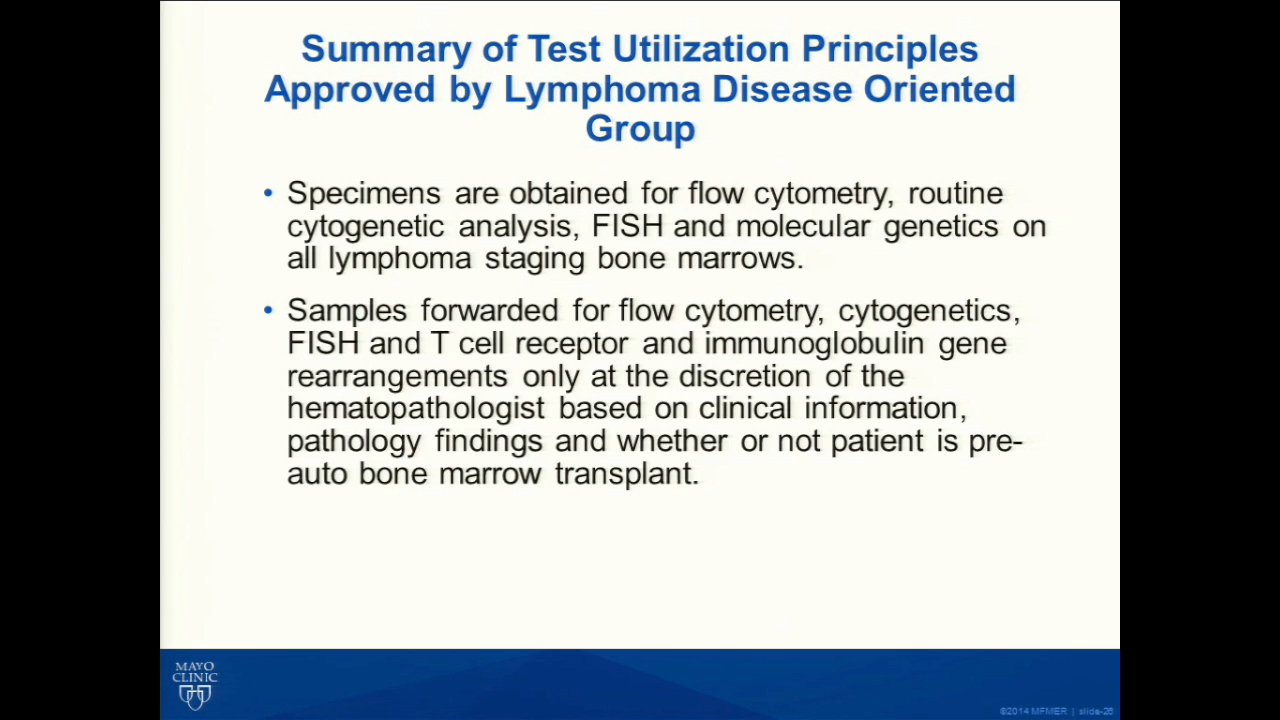 Summary of Test Utilization Principles
Approved by Lymphoma Disease Oriented
Group
• Specimens are obtained for flow cytometry, routine
cytogenetic analysis, FISH and molecular genetics on
all lymphoma staging bone marrows.
• Samples forwarded for flow cytometry, cytogenetics,
FISH and T cell receptor and immunoglobulin gene
rearrangements only at the discretion of the
hematopathologist based on clinical information,
pathology findings and whether or not patient is pre-
auto bone marrow transplant.
MAYO
CLINIC
©2014 MFMER | slide-26